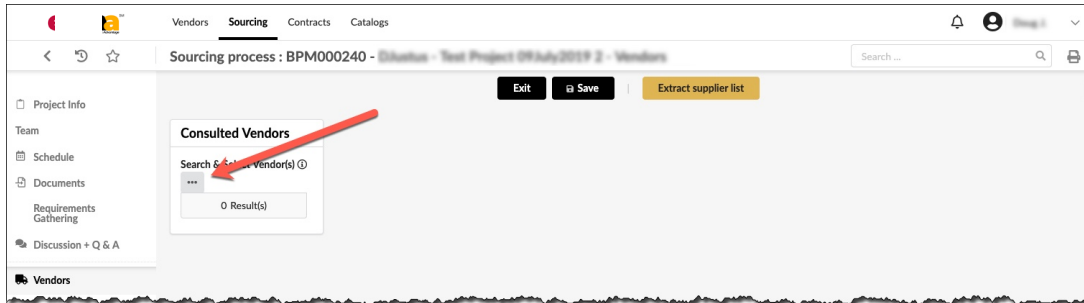 Vendors Sourcing Contracts Catalogs
Sourcing process : BPM000240 -
Search ...
Exit Save Extract supplier list
Project Info
Team
Schedule
Documents
Requirements
Gathering
Discussion + Q & A
Vendors
Consulted Vendors
Search & Select Vendor(s)
...
0 Result(s)